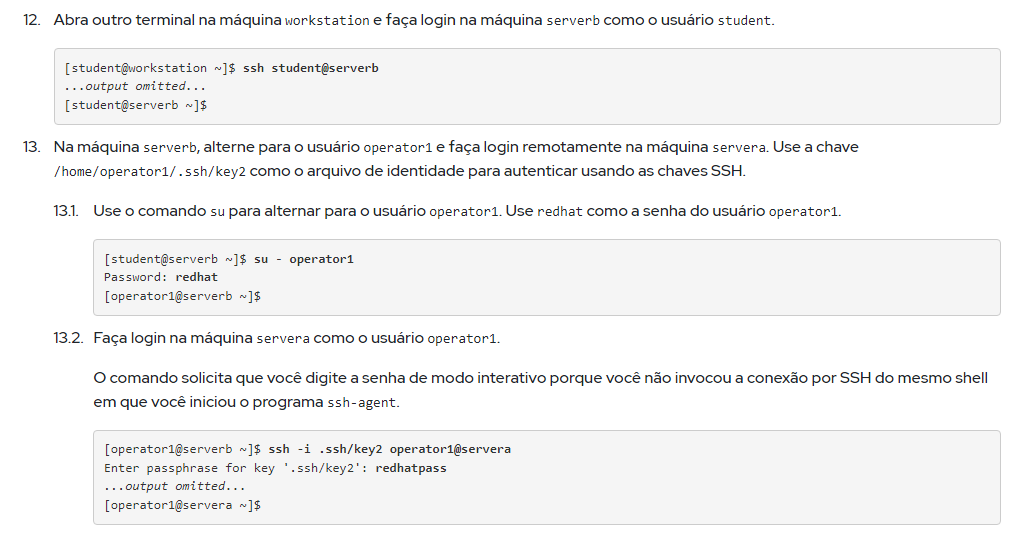 12. Abra outro terminal na máquina workstation e faça login na máquina serverb como o usuário student.
[student@workstation ~]$ ssh student@serverb
...output omitted...
[student@serverb ~]$
13. Na máquina serverb, alterne para o usuário operator1 e faça login remotamente na máquina servera. Use a chave
/home/operator1/.ssh/key2 como o arquivo de identidade para autenticar usando as chaves SSH.
13.1. Use o comando su para alternar para o usuário operator1. Use redhat como a senha do usuário operator1.
[student@serverb ~]$ su - operator1
Password: redhat
[operator1@serverb ~]$
13.2. Faça login na máquina servera como o usuário operator1.
O comando solicita que você digite a senha de modo interativo porque você não invocou a conexão por SSH do mesmo shell
em que você iniciou o programa ssh-agent.
[operator1@serverb ~]$ ssh -i .ssh/key2 operator1@servera
Enter passphrase for key '.ssh/key2': redhatpass
...output omitted...
[operator1@servera ~]$